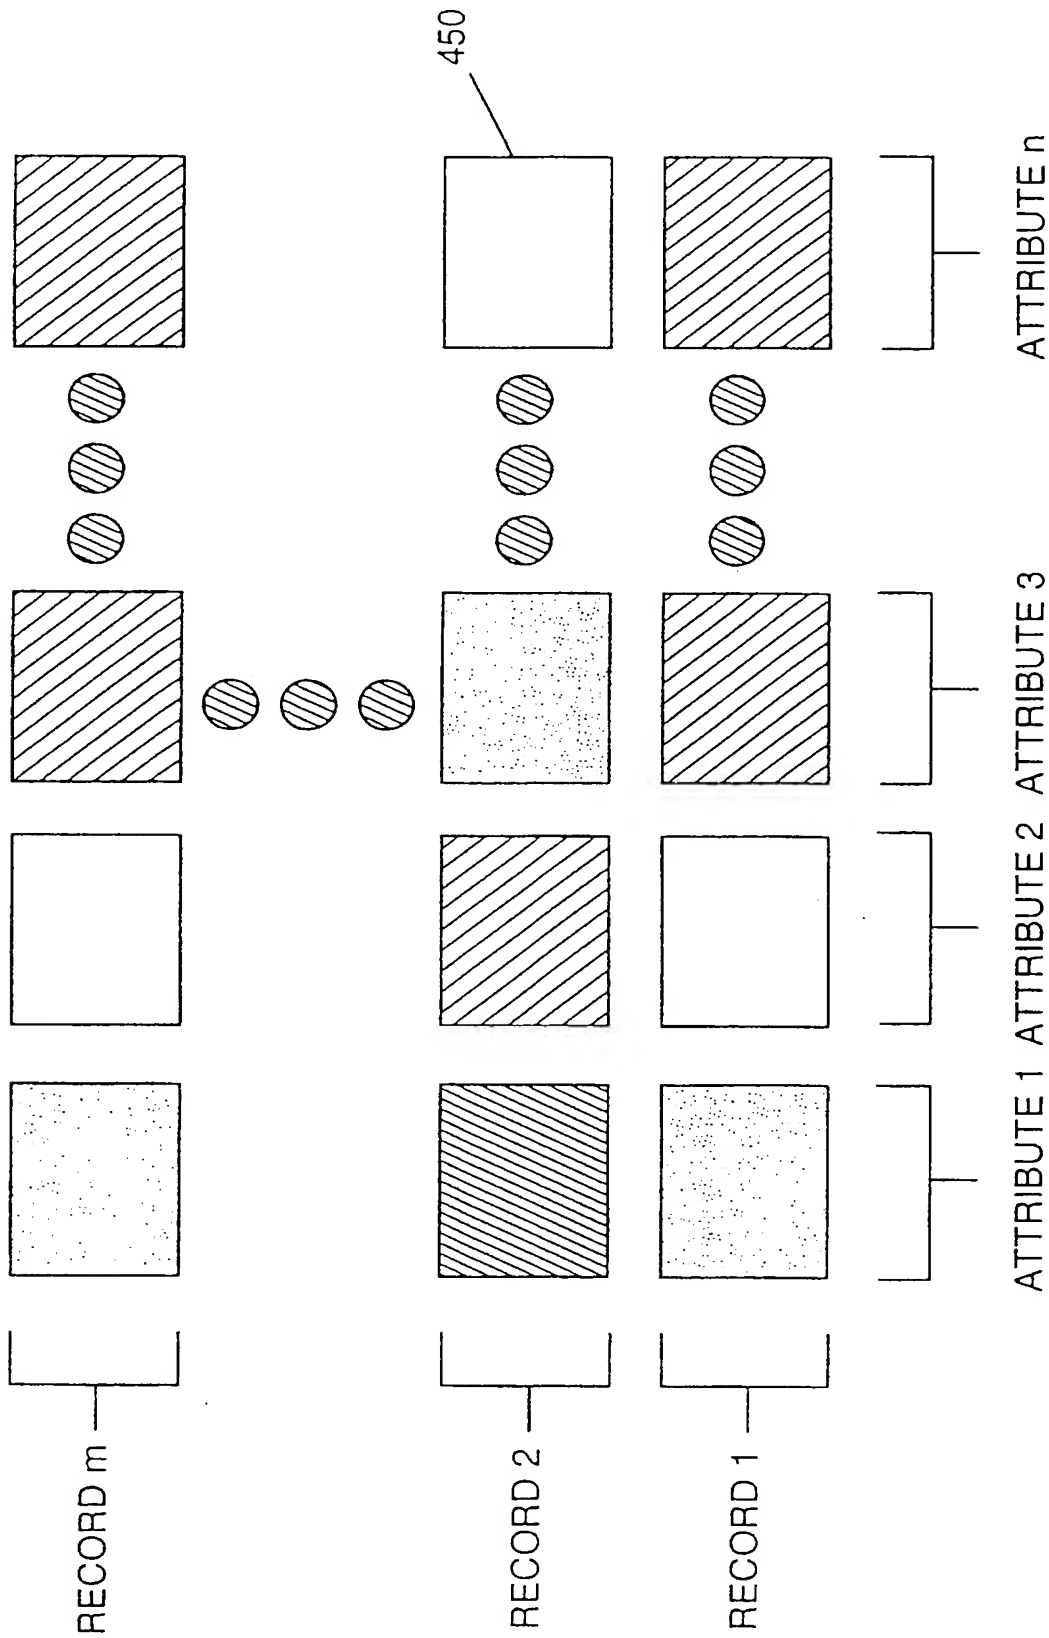 450
RECORD m
RECORD 2
RECORD 1
ATTRIBUTE 1 ATTRIBUTE 2 ATTRIBUTE 3 ATTRIBUTE n